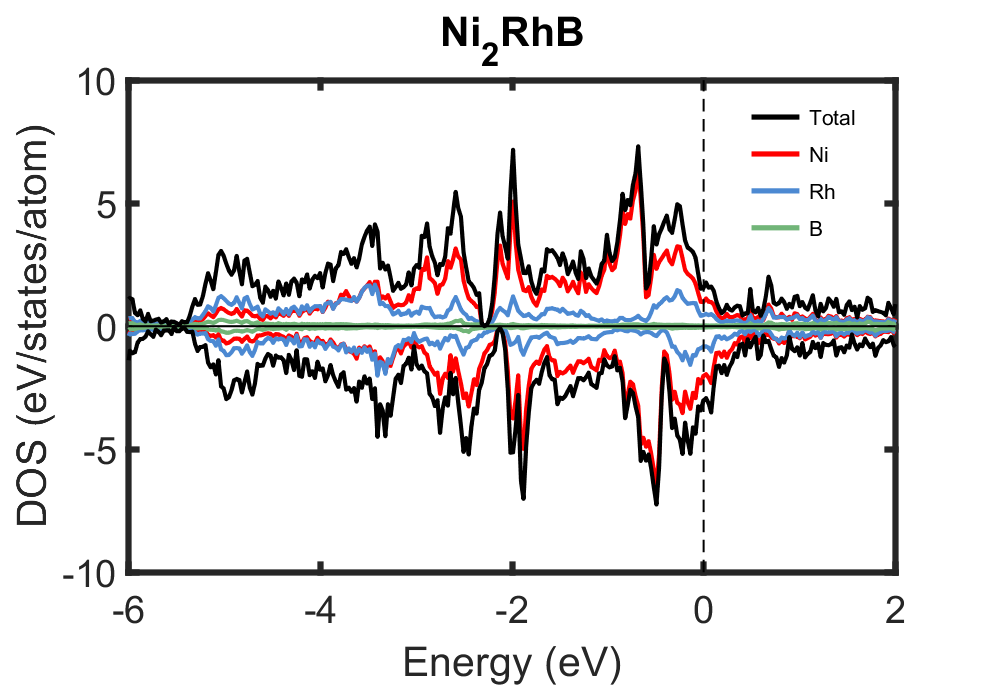 Ni₂RhB
10
5
0
-5
-10
DOS (eV/states/atom)
Total
Ni
Rh
B
-6 -4 -2 0 2
Energy (eV)